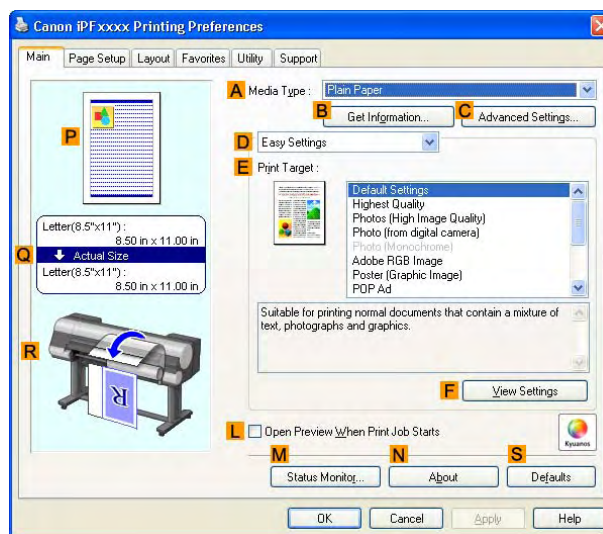 Canon iPFxxxx Printing Preferences
Main Page Setup Layout Favorites Utility Support
A Media Type : Plain Paper
B C
Get Information... Advanced Settings...
D Easy Settings
E Print Target :
Default Settings
Highest Quality
Photos (High Image Quality)
Photo (from digital camera)
Photo (Monochrome)
Adobe RGB Image
Poster (Graphic Image)
POP Ad
Suitable for printing normal documents that contain a mixture of
text, photographs and graphics.
F View Settings
P
Q
Letter(8.5"x11") :
8.50 in x 11.00 in
Actual Size
Letter(8.5"x11") :
8.50 in x 11.00 in
R
R
L Open Preview When Print Job Starts
Kyuanos
M N S
Status Monitor... About Defaults
OK Cancel Apply Help